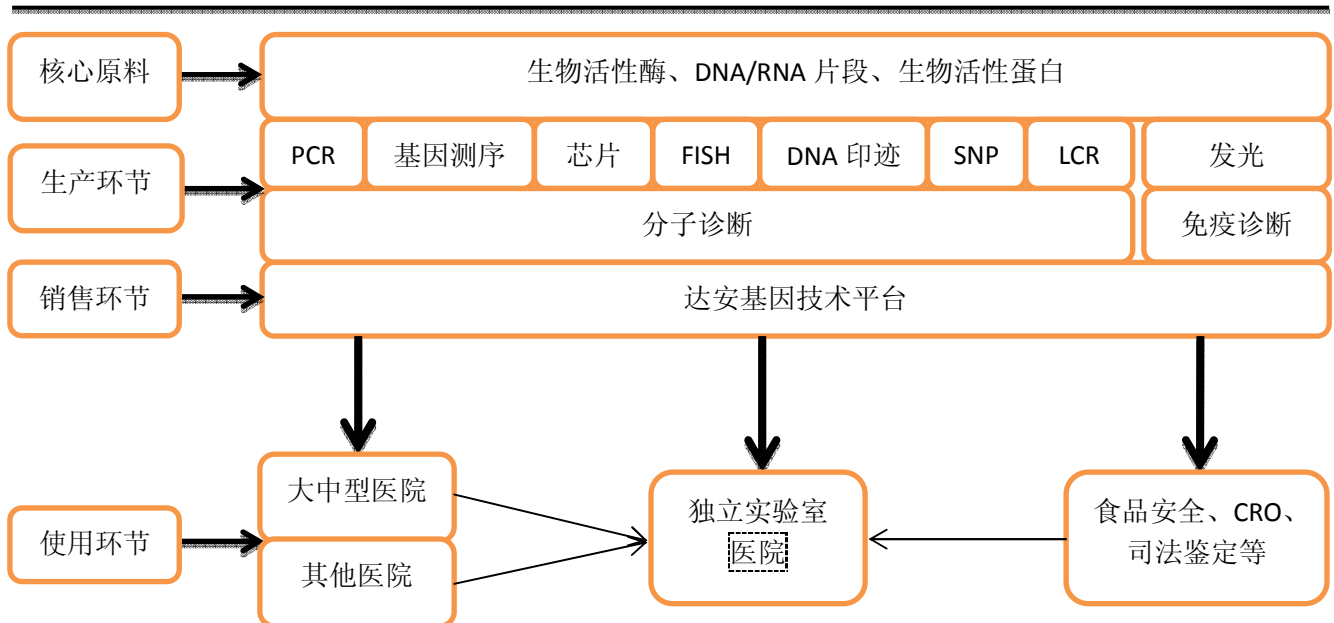 核心原料
生物活性酶、DNA/RNA 片段、生物活性蛋白
生产环节
PCR
基因测序
芯片
FISH
DNA 印迹
SNP
LCR
发光
分子诊断
免疫诊断
销售环节
达安基因技术平台
使用环节
大中型医院
其他医院
独立实验室
医院
食品安全、CRO、
司法鉴定等